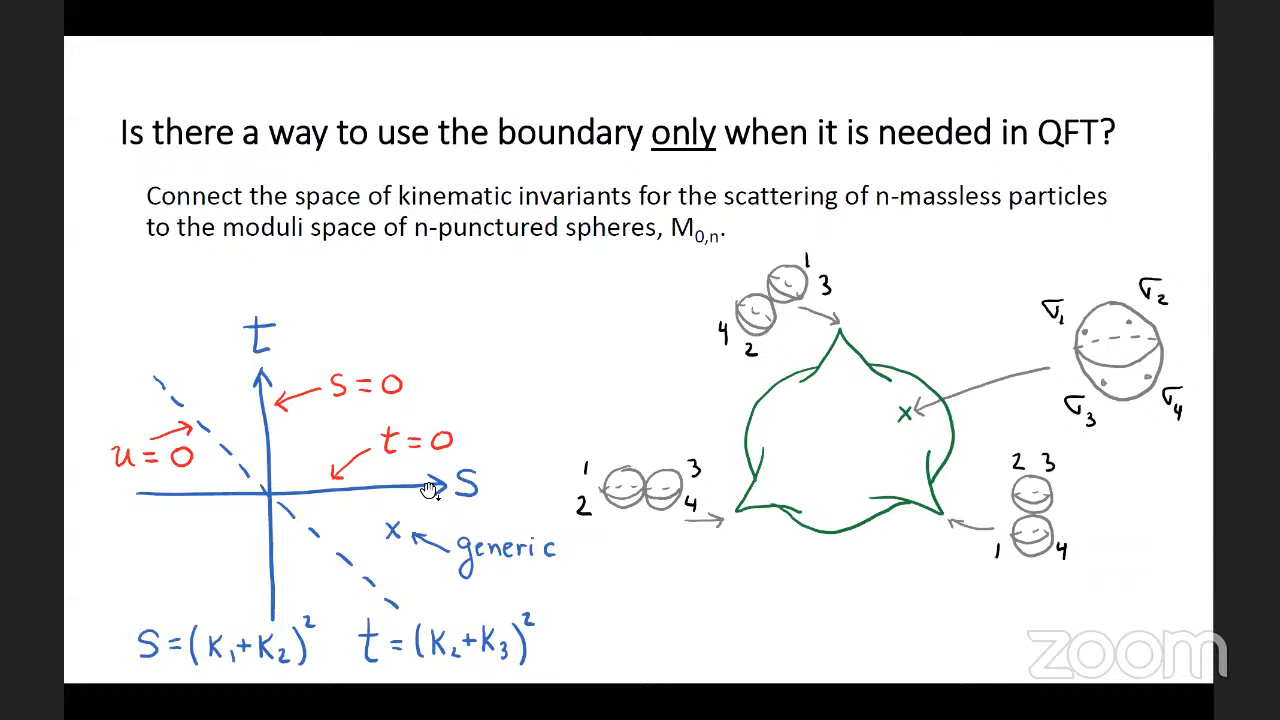 Is there a way to use the boundary only when it is needed in QFT?
Connect the space of kinematic invariants for the scattering of n-massless particles
to the moduli space of n-punctured spheres, M0,n.
t
s = 0
t = 0
u = 0
S
x
generic
S = (K1+K2)^2
t = (K2+K3)^2
1
3
4
2
σ1
σ2
σ3
σ4
x
1
2
3
4
2 3
1
4
zoom